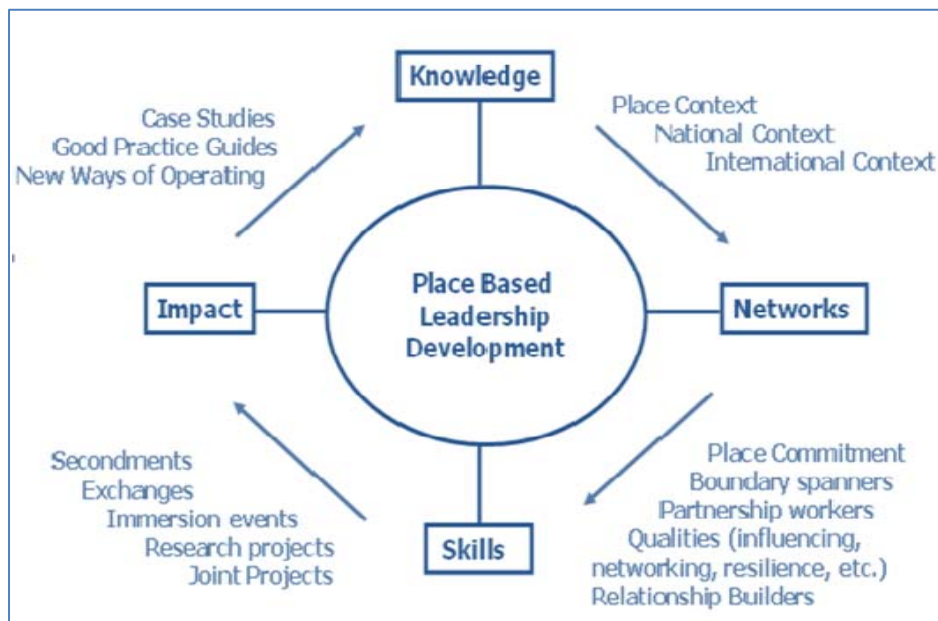 Knowledge
Case Studies
Good Practice Guides
New Ways of Operating
Place Context
National Context
International Context
Impact
Place Based
Leadership
Development
Networks
Secondments
Exchanges
Immersion events
Research projects
Joint Projects
Skills
Place Commitment
Boundary spanners
Partnership workers
Qualities (influencing,
networking, resilience, etc.)
Relationship Builders